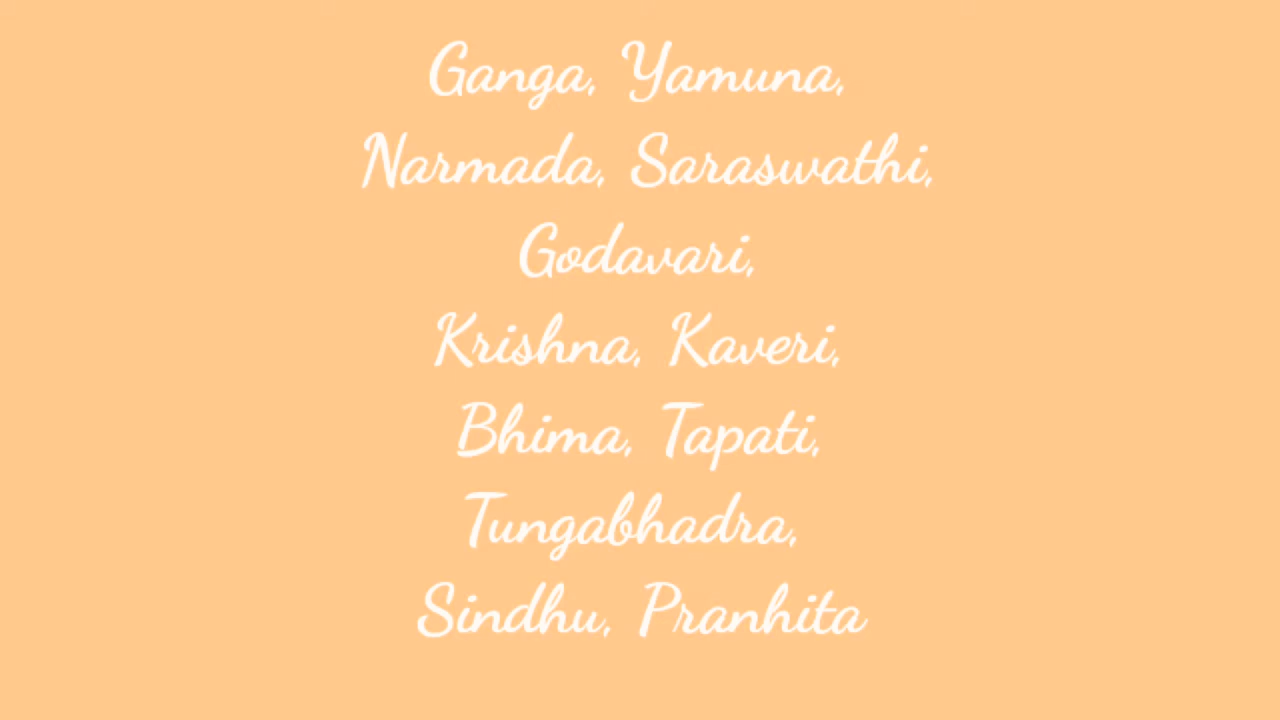 Ganga, Yamuna,
Narmada, Saraswathi,
Godavari,
Krishna, Kaveri,
Bhima, Tapati,
Tungabhadra,
Sindhu, Pranhita